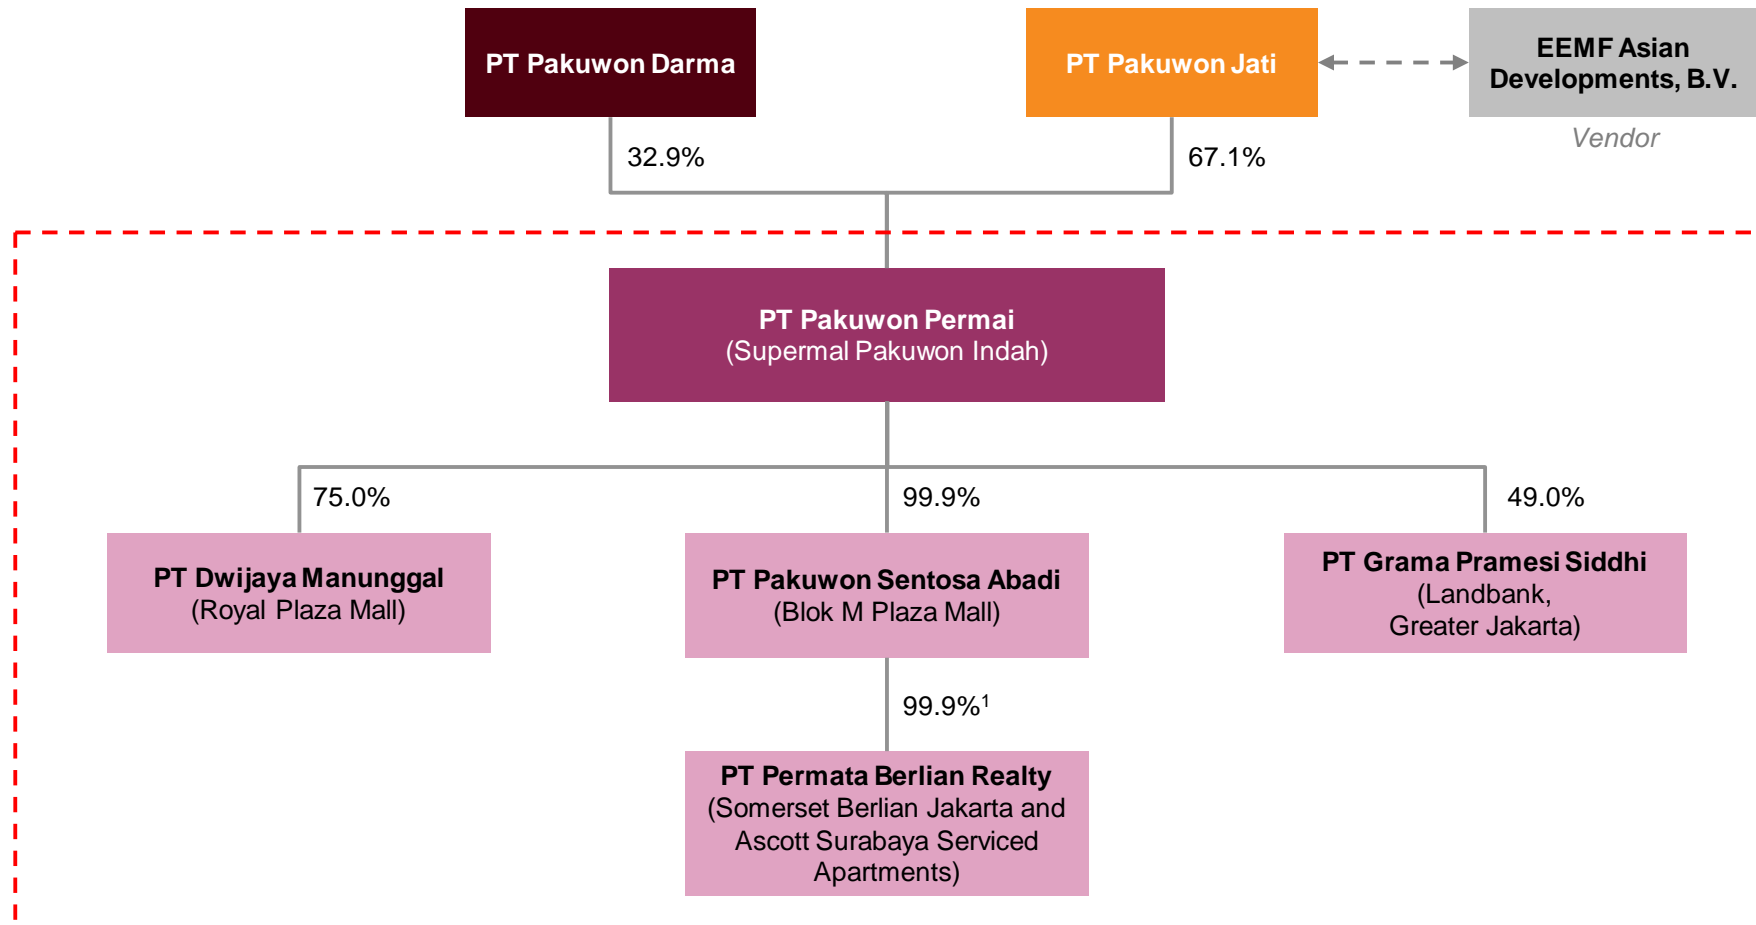 PT Pakuwon Darma
PT Pakuwon Jati
EEMF Asian
Developments, B.V.
Vendor
32.9%
67.1%
PT Pakuwon Permai
(Supermal Pakuwon Indah)
75.0%
99.9%
49.0%
PT Dwijaya Manunggal
(Royal Plaza Mall)
PT Pakuwon Sentosa Abadi
(Blok M Plaza Mall)
PT Grama Pramesi Siddhi
(Landbank,
Greater Jakarta)
99.9%¹
PT Permata Berlian Realty
(Somerset Berlian Jakarta and
Ascott Surabaya Serviced
Apartments)